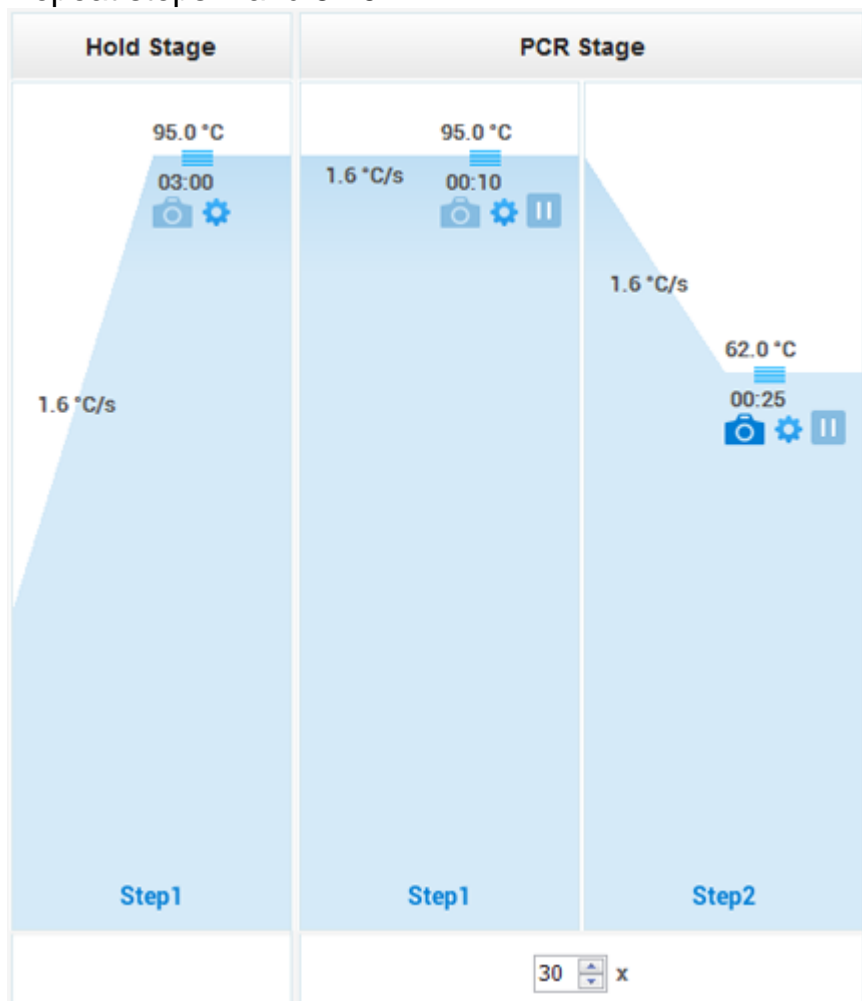 Hold Stage
PCR Stage
95.0 °C
03:00
1.6 °C/s
Step1
95.0 °C
1.6 °C/s
00:10
Step1
1.6 °C/s
62.0 °C
00:25
Step2
30 x